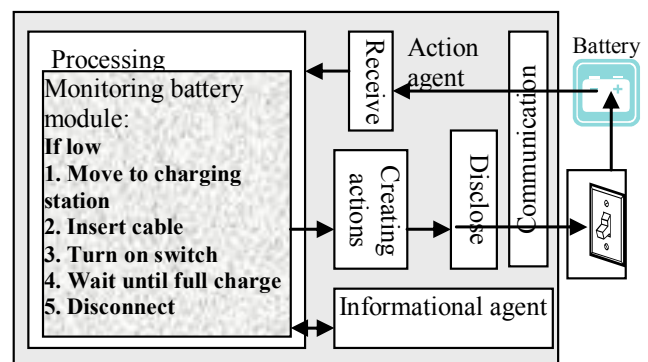 Processing
Monitoring battery
module:
If low
1. Move to charging
station
2. Insert cable
3. Turn on switch
4. Wait until full charge
5. Disconnect
Receive
Action
agent
Creating
actions
Disclose
Communication
Informational agent
Battery